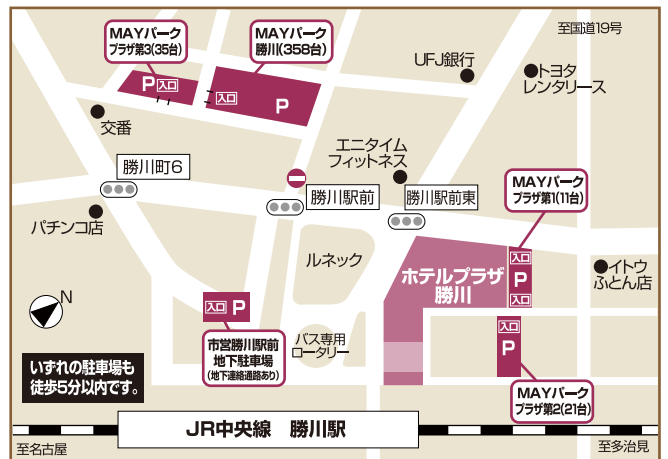 MAYパーク
プラザ第3(35台)
MAYパーク
勝川(358台)
至国道19号
UFJ銀行
トヨタ
レンタリース
P 入口
入口 P
交番
エニタイム
フィットネス
勝川町6
勝川駅前
勝川駅前東
MAYパーク
プラザ第1(11台)
パチンコ店
ルネック
ホテルプラザ
勝川
入口
P
入口
イトウ
ふとん店
N
入口 P
入口
P
市営勝川駅前
地下駐車場
(地下連絡通路あり)
バス専用
ロータリー
いずれの駐車場も
徒歩5分以内です。
MAYパーク
プラザ第2(21台)
JR中央線 勝川駅
至名古屋
至多治見